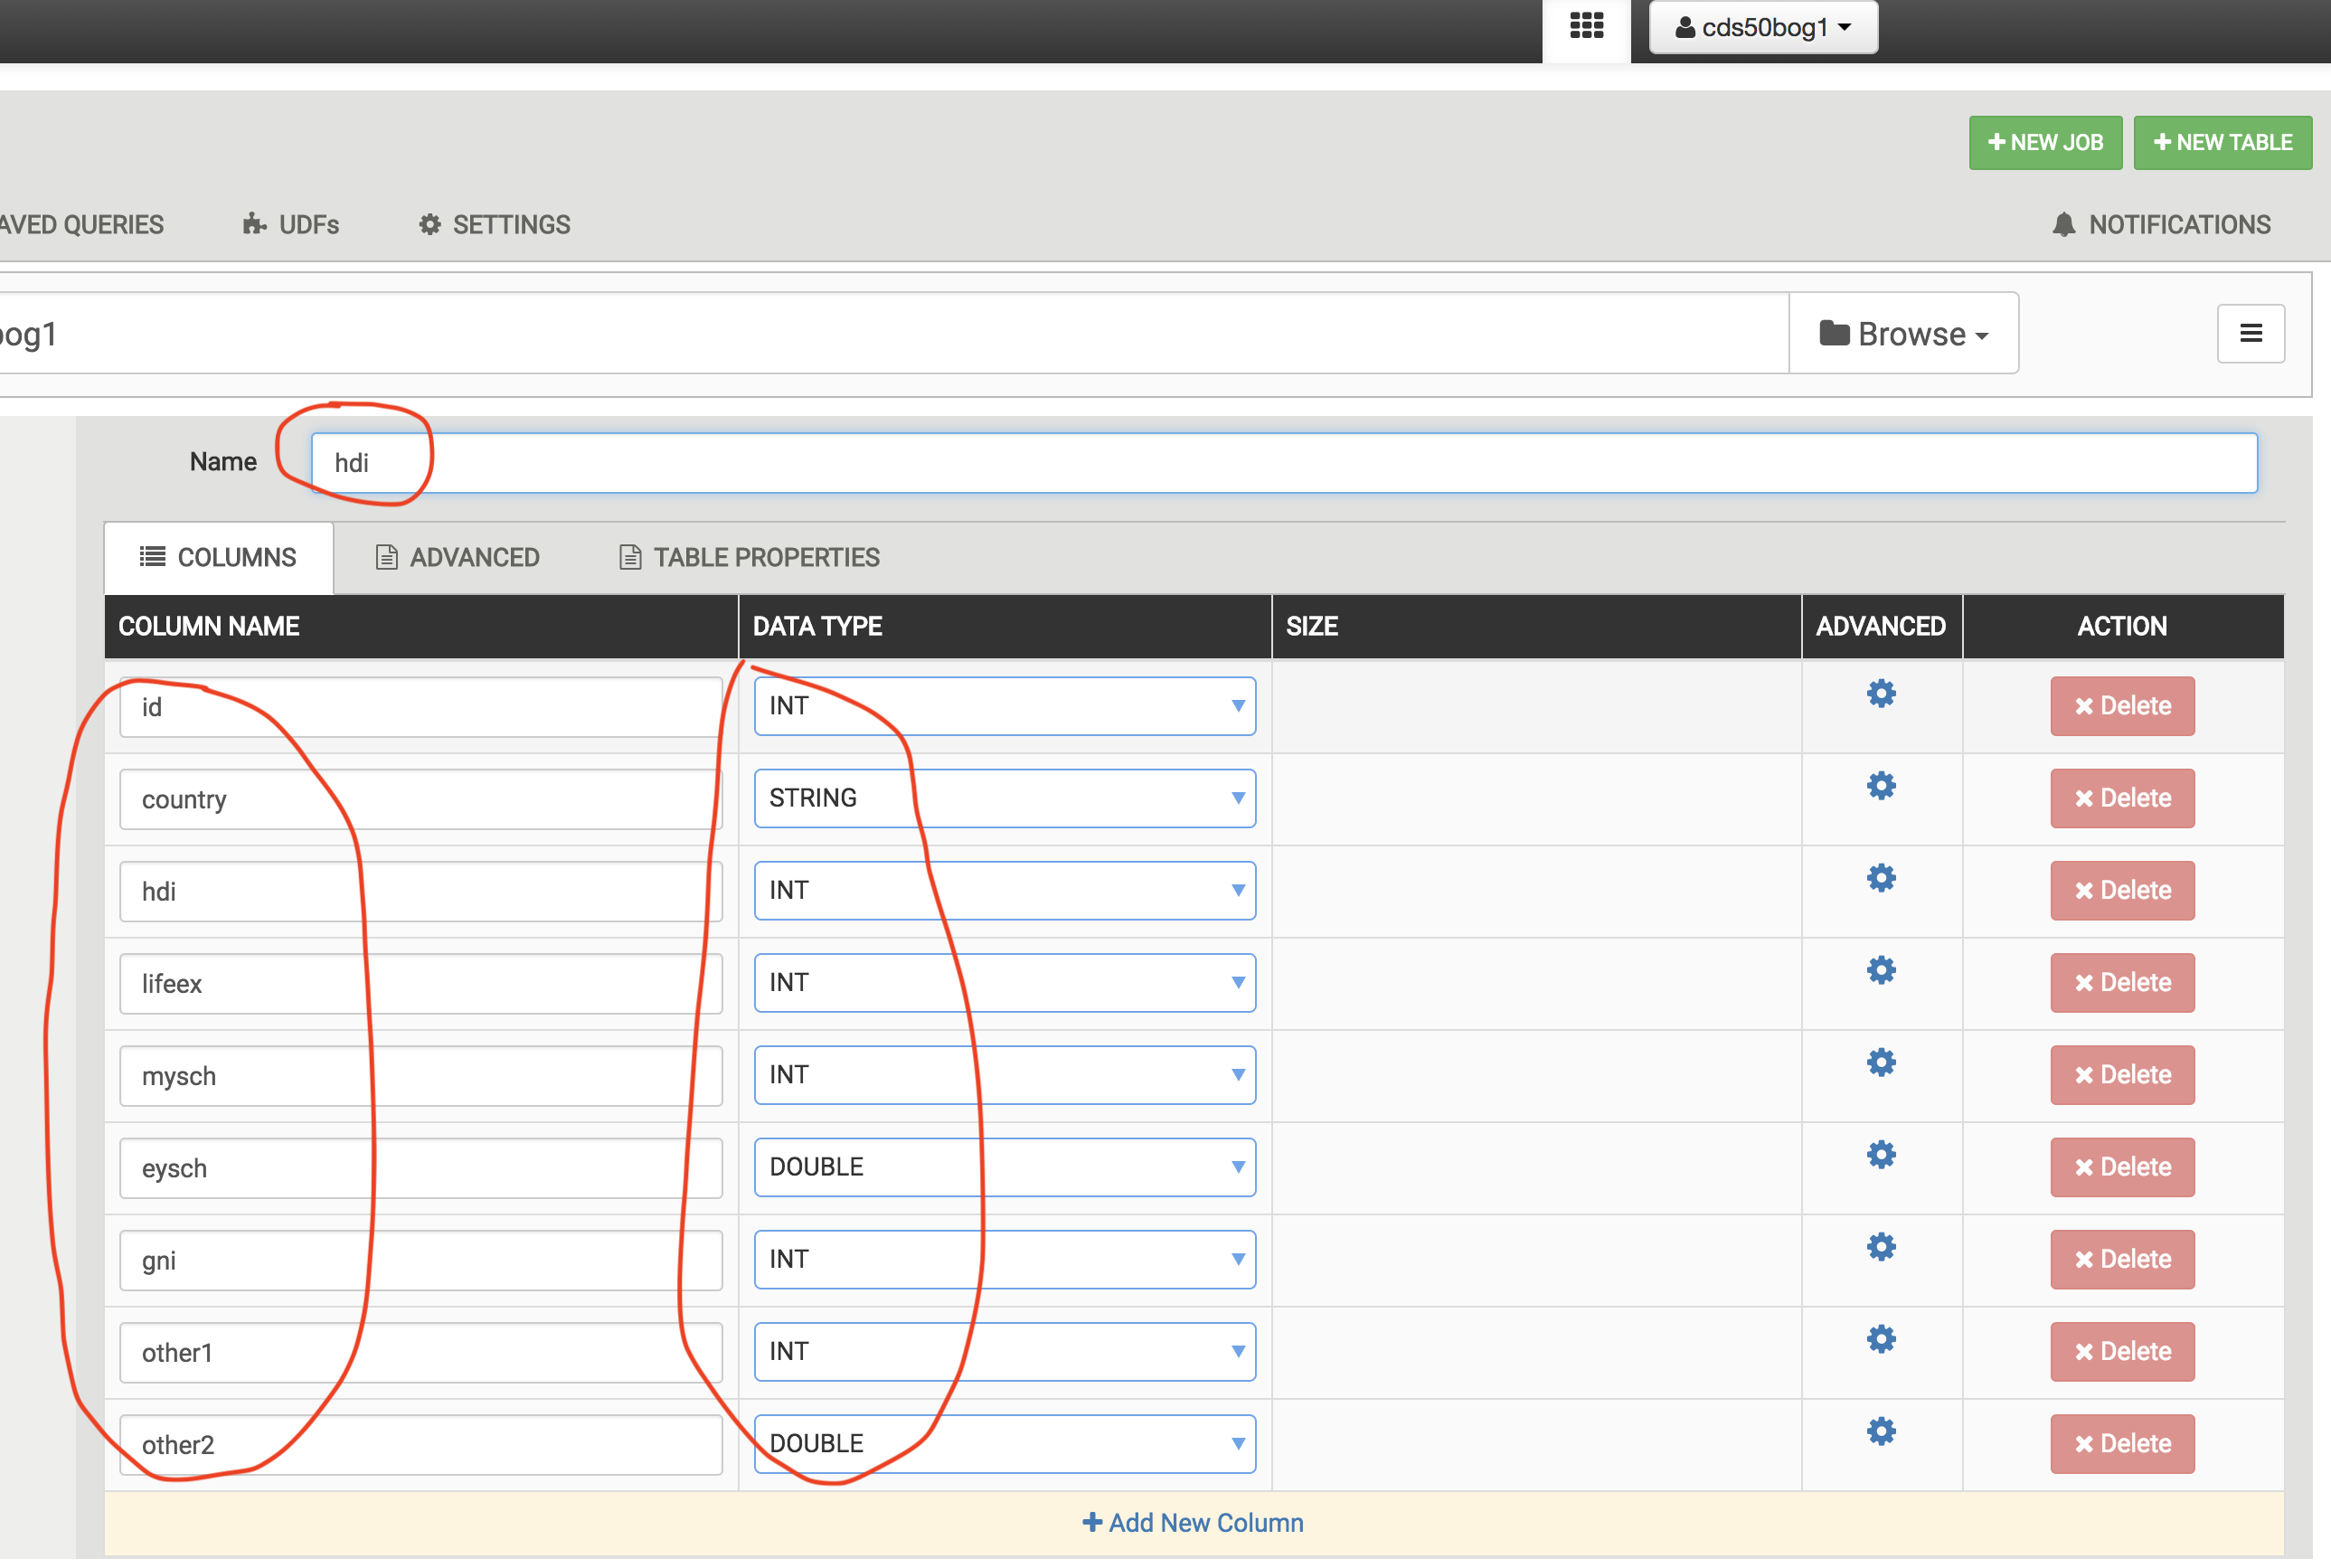 cds50bog1
NEW JOB NEW TABLE
AVED QUERIES UDFs SETTINGS NOTIFICATIONS
bog1 Browse
Name hdi
COLUMNS ADVANCED TABLE PROPERTIES
COLUMN NAME DATA TYPE SIZE ADVANCED ACTION
id INT Delete
country STRING Delete
hdi INT Delete
lifeex INT Delete
mysch INT Delete
eysch DOUBLE Delete
gni INT Delete
other1 INT Delete
other2 DOUBLE Delete
+ Add New Column